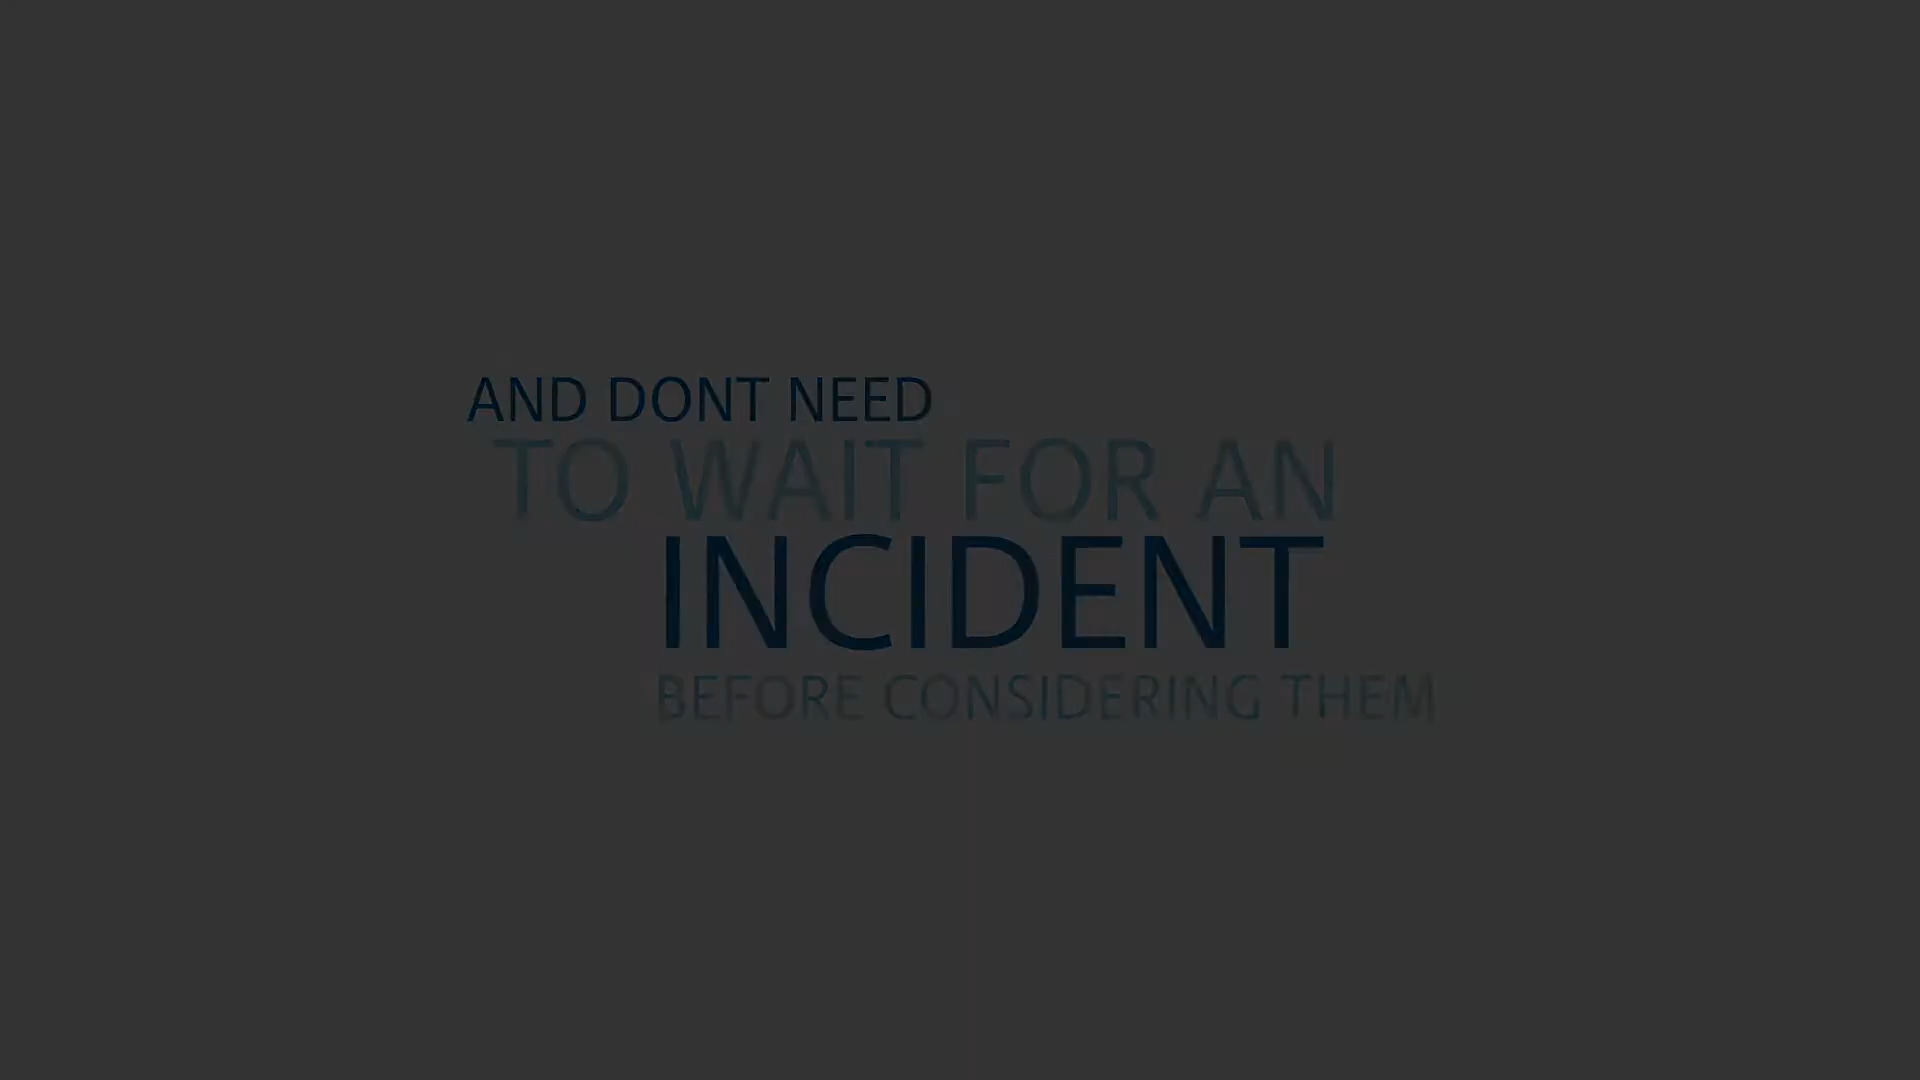 AND DONT NEED
TO WAIT FOR AN
INCIDENT
BEFORE CONSIDERING THEM